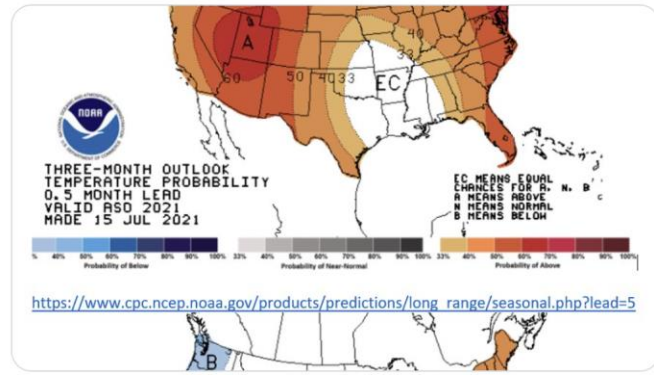 40
33
A
60
50
40
33
EC
NOAA
THREE-MONTH OUTLOOK
TEMPERATURE PROBABILITY
0.5 MONTH LEAD
VALID ASO 2021
MADE 15 JUL 2021
EC MEANS EQUAL
CHANCES FOR A, N, B
A MEANS ABOVE
N MEANS NORMAL
B MEANS BELOW
% 40% 50% 60% 70% 80% 90% 100%
Probability of Below
33% 40% 50% 60% 70% 80% 90% 100%
Probability of Near-Normal
33% 40% 50% 60% 70% 80% 90% 100%
Probability of Above
https://www.cpc.ncep.noaa.gov/products/predictions/long_range/seasonal.php?lead=5
B